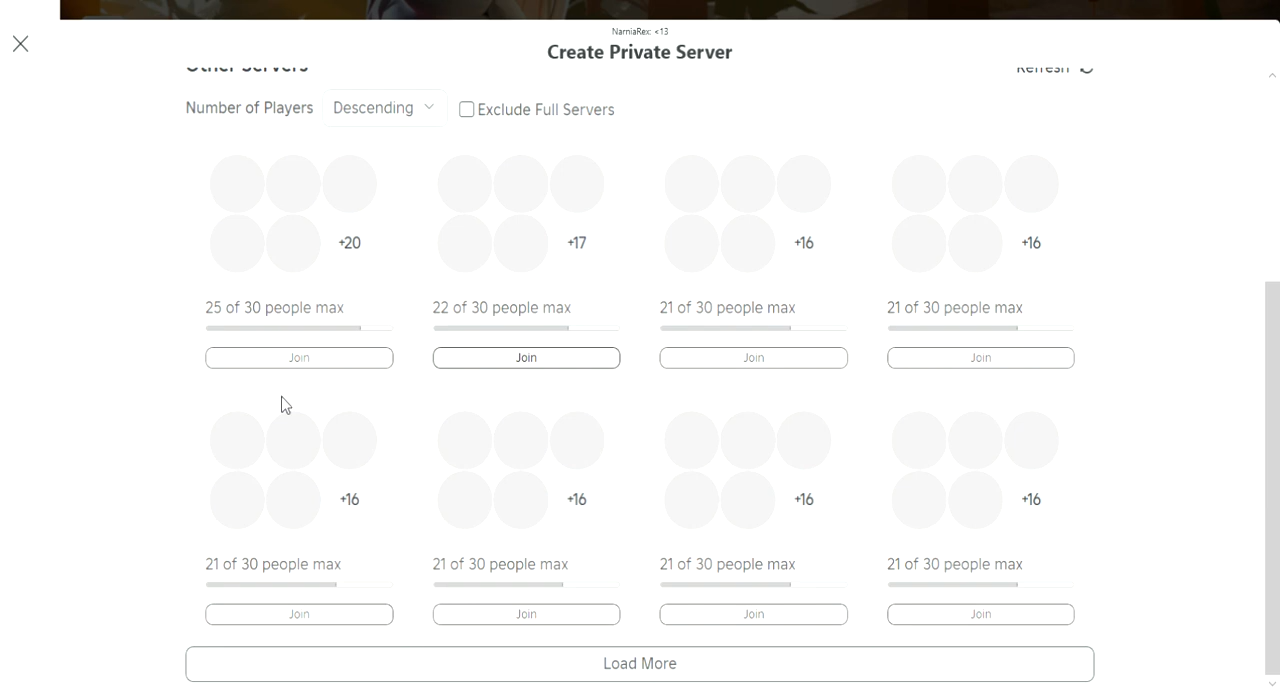 NarniaRex: <13
Create Private Server
Other Servers Refresh
Number of Players Descending Exclude Full Servers
+20 +17 +16 +16
25 of 30 people max 22 of 30 people max 21 of 30 people max 21 of 30 people max
Join Join Join Join
+16 +16 +16 +16
21 of 30 people max 21 of 30 people max 21 of 30 people max 21 of 30 people max
Join Join Join Join
Load More